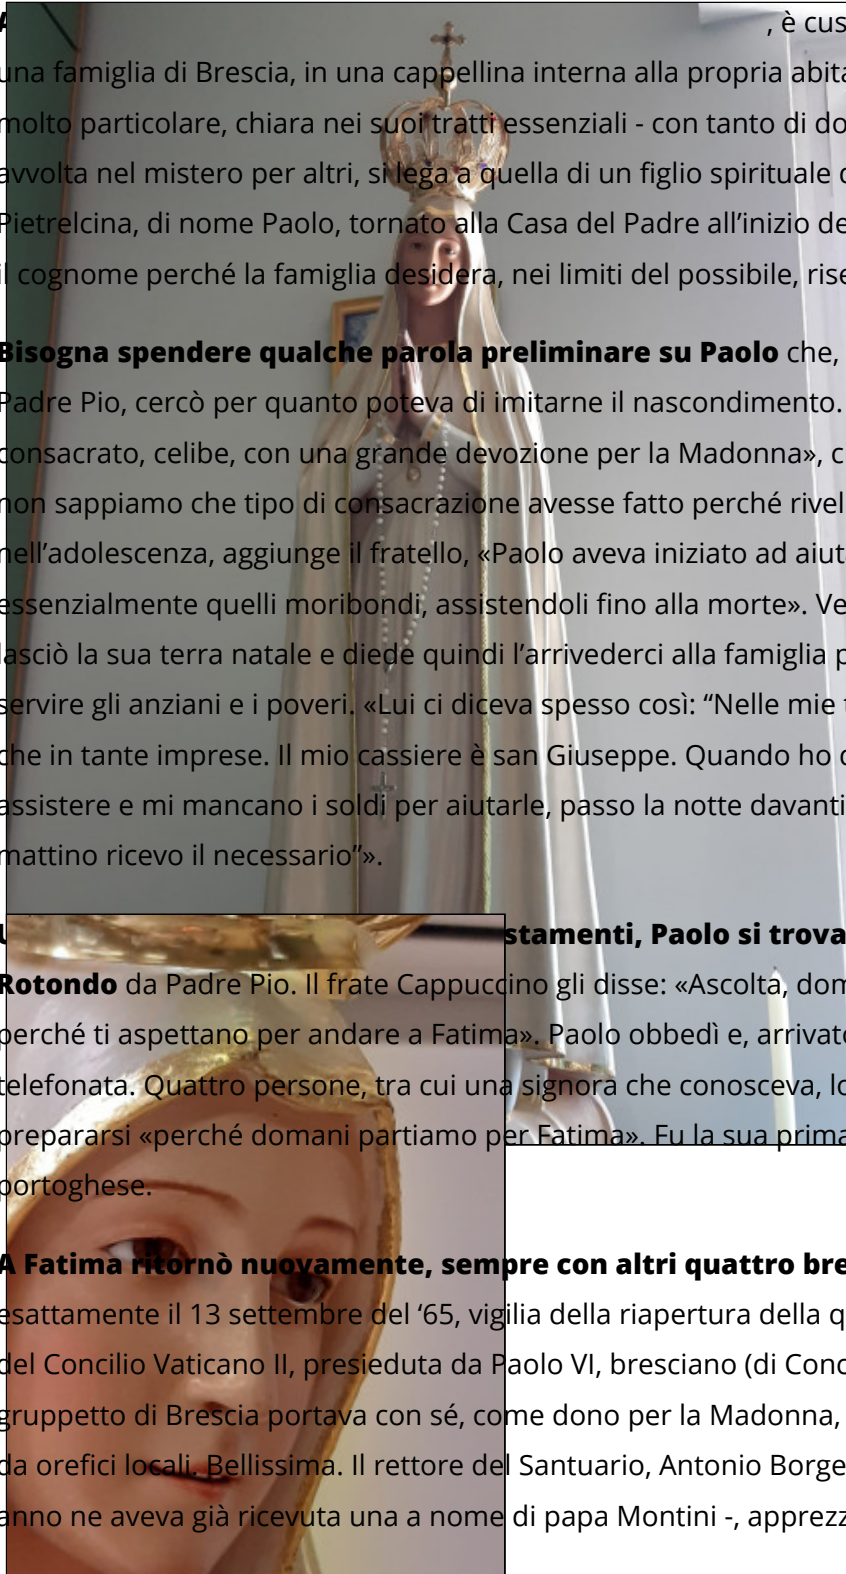 , è cus
una famiglia di Brescia, in una cappellina interna alla propria abita
molto particolare, chiara nei suoi tratti essenziali - con tanto di do
avvolta nel mistero per altri, si lega a quella di un figlio spirituale
Pietrelcina, di nome Paolo, tornato alla Casa del Padre all’inizio de
il cognome perché la famiglia desidera, nei limiti del possibile, rise
Bisogna spendere qualche parola preliminare su Paolo che,
Padre Pio, cercò per quanto poteva di imitarne il nascondimento.
consacrato, celibe, con una grande devozione per la Madonna», c
non sappiamo che tipo di consacrazione avesse fatto perché rivel
nell’adolescenza, aggiunge il fratello, «Paolo aveva iniziato ad aiut
essenzialmente quelli moribondi, assistendoli fino alla morte». Ve
lasciò la sua terra natale e diede quindi l’arrivederci alla famiglia p
servire gli anziani e i poveri. «Lui ci diceva spesso così: “Nelle mie t
che in tante imprese. Il mio cassiere è san Giuseppe. Quando ho
assistere e mi mancano i soldi per aiutarle, passo la notte davanti
mattino ricevo il necessario”».
stamenti, Paolo si trova
Rotondo da Padre Pio. Il frate Cappuccino gli disse: «Ascolta, dom
perché ti aspettano per andare a Fatima». Paolo obbedì e, arrivato
telefonata. Quattro persone, tra cui una signora che conosceva, lo
prepararsi «perché domani partiamo per Fatima». Fu la sua prima
portoghese.
A Fatima ritornò nuovamente, sempre con altri quattro bre
esattamente il 13 settembre del ‘65, vigilia della riapertura della q
del Concilio Vaticano II, presieduta da Paolo VI, bresciano (di Conc
gruppetto di Brescia portava con sé, come dono per la Madonna,
da orefici locali. Bellissima. Il rettore del Santuario, Antonio Borge
anno ne aveva già ricevuta una a nome di papa Montini -, apprezz